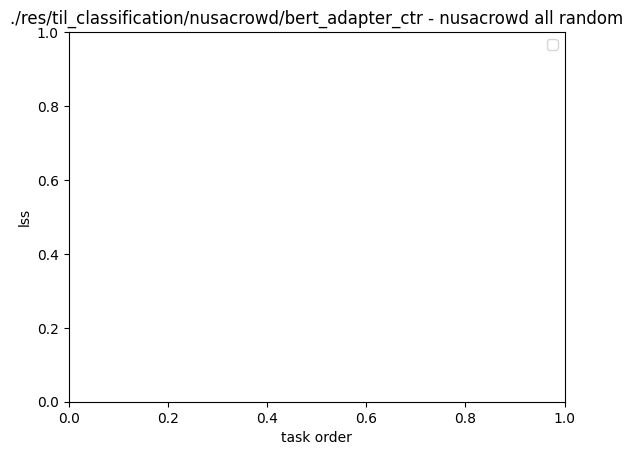 ./res/til_classification/nusacrowd/bert_adapter_ctr - nusacrowd all random
1.0
0.8
0.6
lss
0.4
0.2
0.0
0.0 0.2 0.4 0.6 0.8 1.0
task order